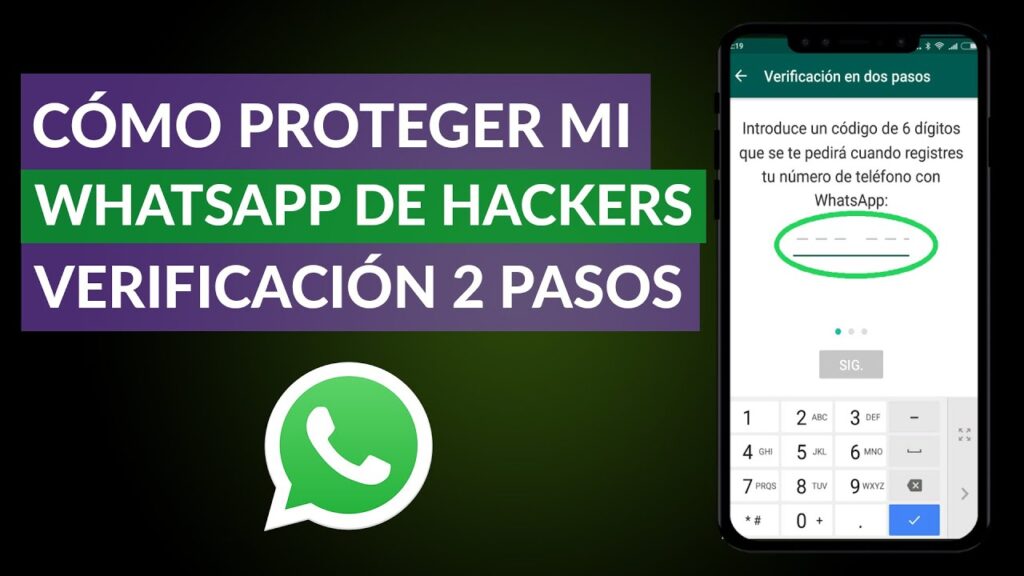 CÓMO PROTEGER MI
WHATSAPP DE HACKERS
VERIFICACIÓN 2 PASOS
:19
Verificación en dos pasos
Introduce un código de 6 dígitos
que se te pedirá cuando registres
tu número de teléfono con
WhatsApp:
SIG.
1 2 ABC 3 DEF –
4 GHI 5 JKL 6 MNO
7 PQRS 8 TUV 9 WXYZ
* # 0 + .